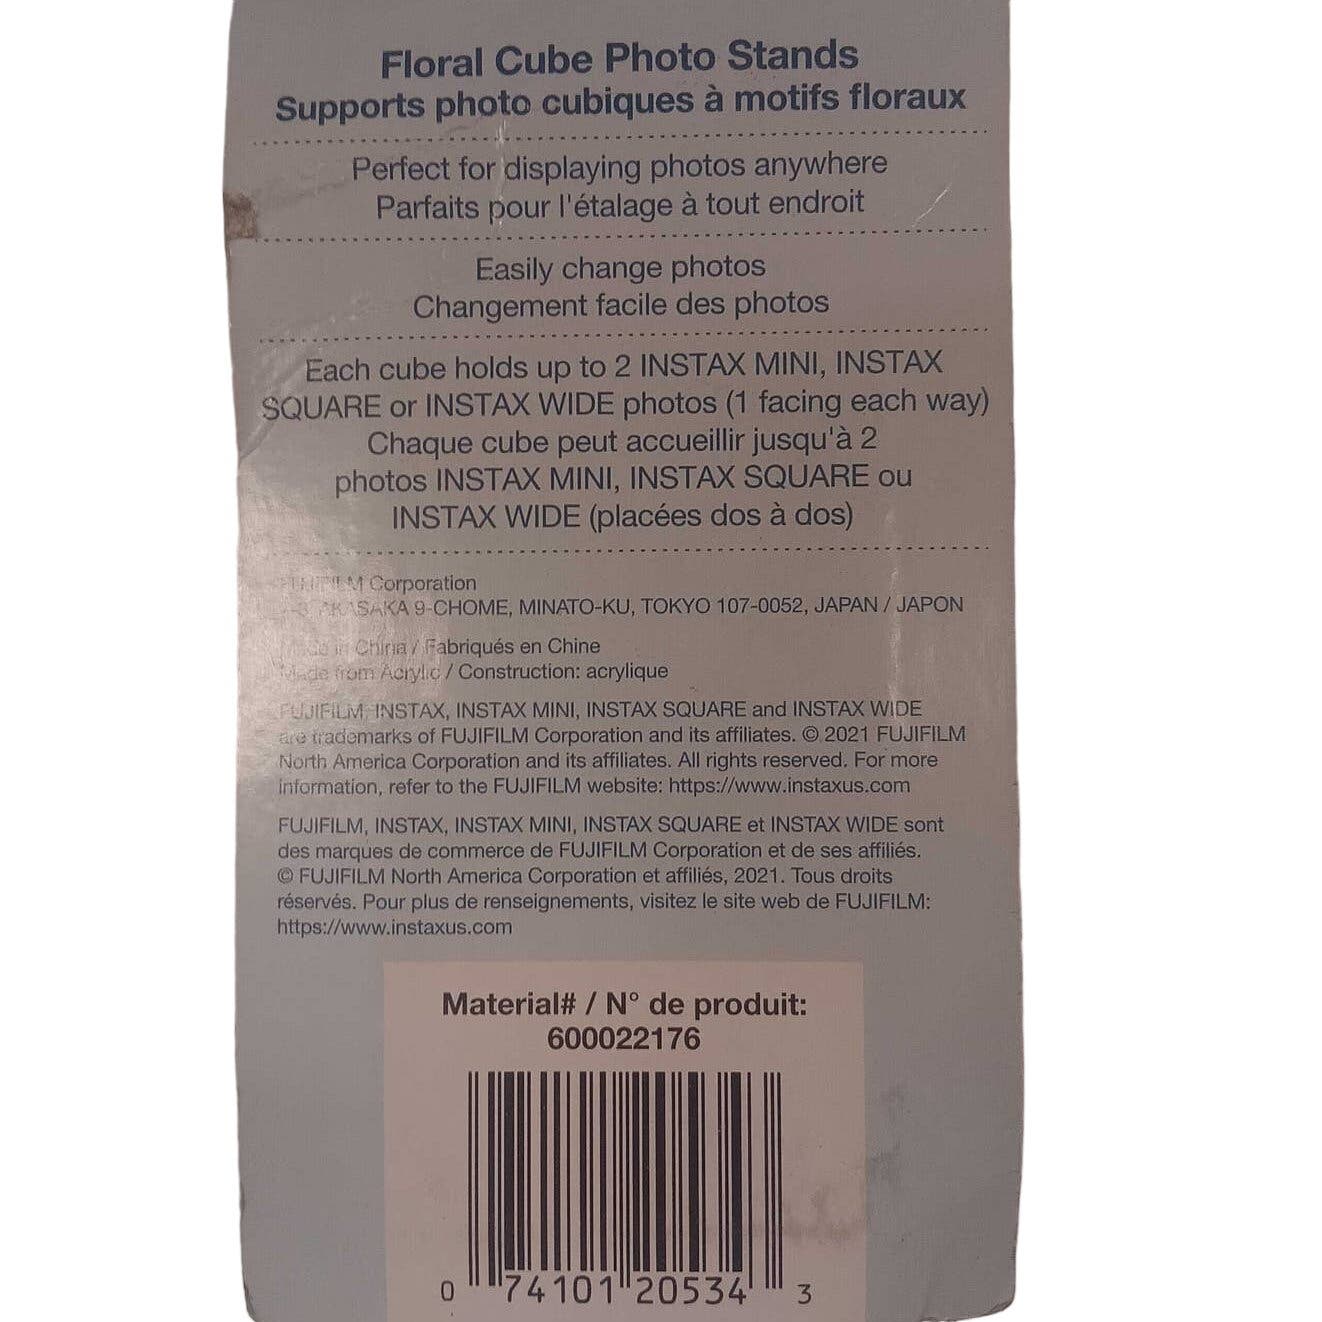 Floral Cube Photo Stands
Supports photo cubiques à motifs floraux
Perfect for displaying photos anywhere
Parfaits pour l'étalage à tout endroit
Easily change photos
Changement facile des photos
Each cube holds up to 2 INSTAX MINI, INSTAX
SQUARE or INSTAX WIDE photos (1 facing each way)
Chaque cube peut accueillir jusqu'à 2
photos INSTAX MINI, INSTAX SQUARE ou
INSTAX WIDE (placées dos à dos)
FUJIFILM Corporation
AKASAKA 9-CHOME, MINATO-KU, TOKYO 107-0052, JAPAN / JAPON
Made in China / Fabriqués en Chine
Made from Acrylic / Construction: acrylique
FUJIFILM, INSTAX, INSTAX MINI, INSTAX SQUARE and INSTAX WIDE
are trademarks of FUJIFILM Corporation and its affiliates. © 2021 FUJIFILM
North America Corporation and its affiliates. All rights reserved. For more
information, refer to the FUJIFILM website: https://www.instaxus.com
FUJIFILM, INSTAX, INSTAX MINI, INSTAX SQUARE et INSTAX WIDE sont
des marques de commerce de FUJIFILM Corporation et de ses affiliés.
© FUJIFILM North America Corporation et affiliés, 2021. Tous droits
réservés. Pour plus de renseignements, visitez le site web de FUJIFILM:
https://www.instaxus.com
Material# / N° de produit:
600022176
0 74101 20534 3